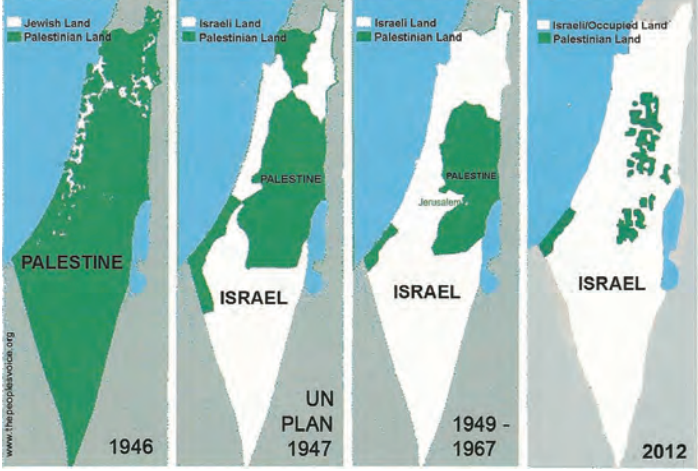 Jewish Land
Palestinian Land
PALESTINE
www.thepeoplesvoice.org
1946
Israeli Land
Palestinian Land
PALESTINE
ISRAEL
UN
PLAN
1947
Israeli Land
Palestinian Land
PALESTINE
Jerusalem
ISRAEL
1949 -
1967
Israeli/Occupied Land
Palestinian Land
ISRAEL
2012